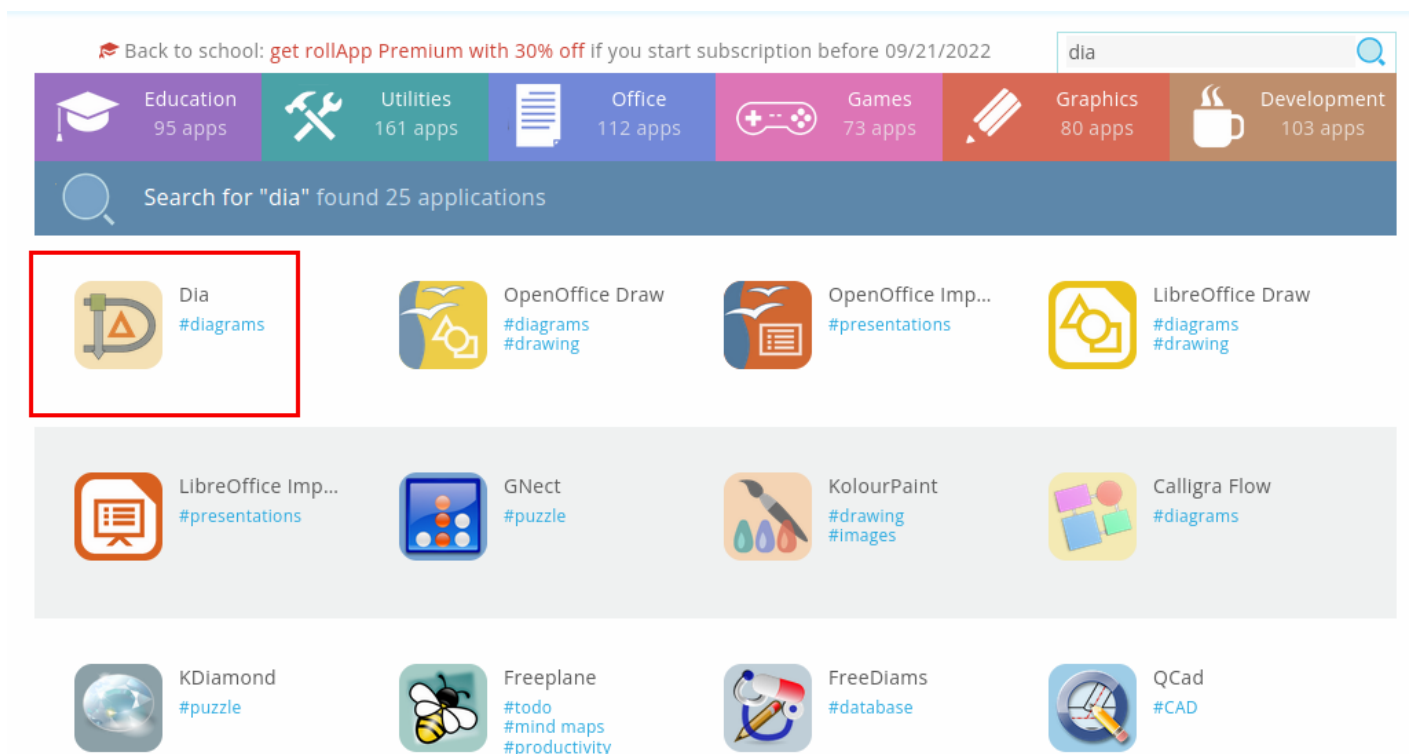 Back to school: get rollApp Premium with 30% off if you start subscription before 09/21/2022
dia
Education
95 apps
Utilities
161 apps
Office
112 apps
Games
73 apps
Graphics
80 apps
Development
103 apps
Search for "dia" found 25 applications
Dia
#diagrams
OpenOffice Draw
#diagrams
#drawing
OpenOffice Imp...
#presentations
LibreOffice Draw
#diagrams
#drawing
LibreOffice Imp...
#presentations
GNect
#puzzle
KolourPaint
#drawing
#images
Calligra Flow
#diagrams
KDiamond
#puzzle
Freeplane
#todo
#mind maps
#productivity
FreeDiams
#database
QCad
#CAD